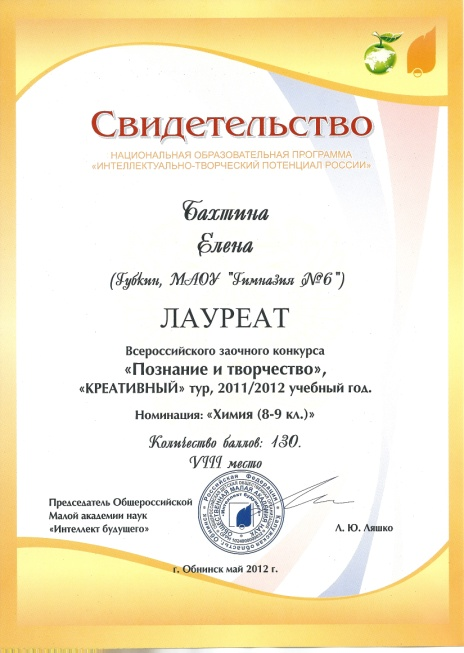 Свидетельство
НАЦИОНАЛЬНАЯ ОБРАЗОВАТЕЛЬНАЯ ПРОГРАММА
«ИНТЕЛЛЕКТУАЛЬНО-ТВОРЧЕСКИЙ ПОТЕНЦИАЛ РОССИИ»
Бахтина
Елена
(Губкин, МАОУ "Гимназия №6")
ЛАУРЕАТ
Всероссийского заочного конкурса
«Познание и творчество»,
«КРЕАТИВНЫЙ» тур, 2011/2012 учебный год.
Номинация: «Химия (8-9 кл.)»
Количество баллов: 130.
VIII место
Председатель Общероссийской
Малой академии наук
«Интеллект будущего»
Л. Ю. Ляшко
г. Обнинск май 2012 г.